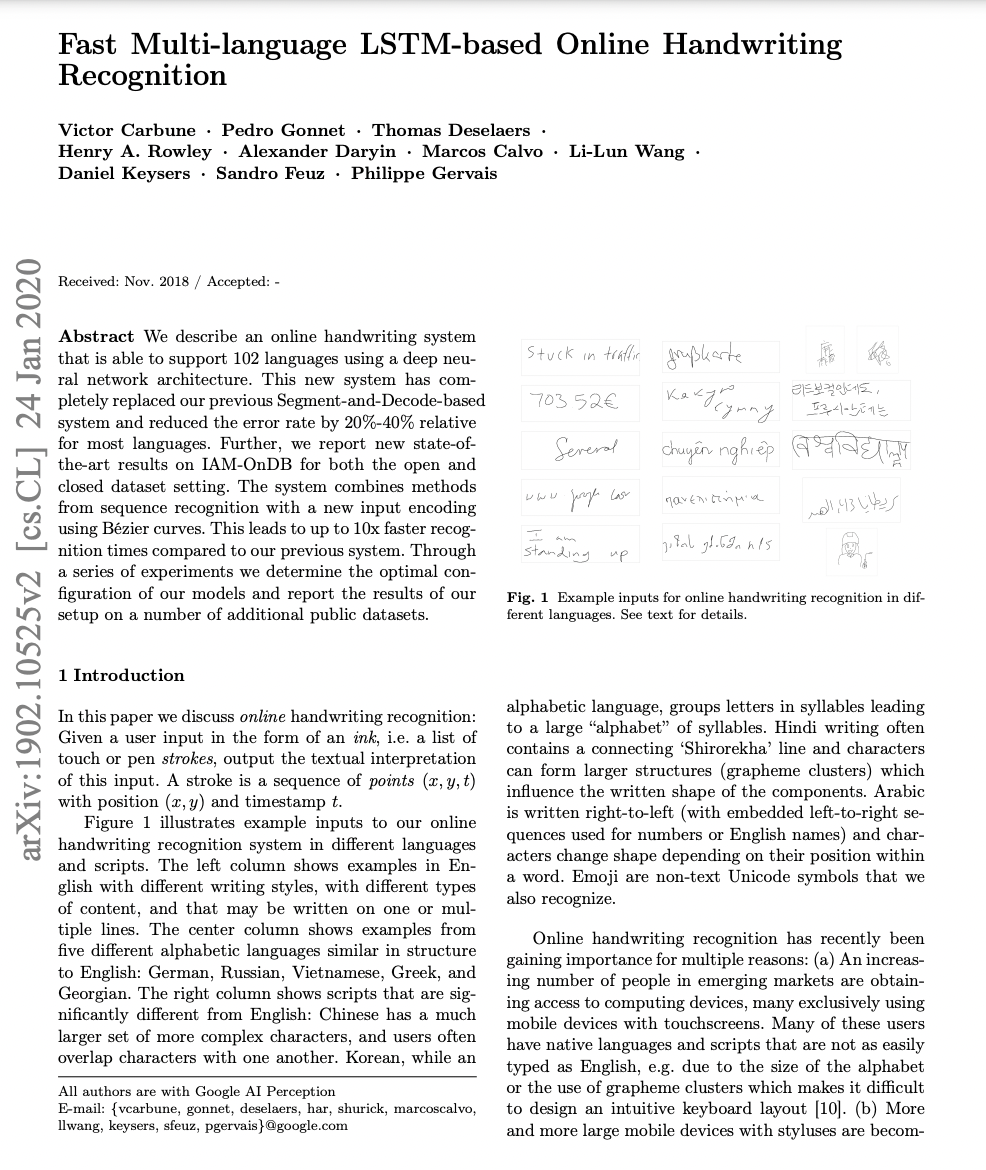 Fast Multi-language LSTM-based Online Handwriting
Recognition
Victor Carbune · Pedro Gonnet · Thomas Deselaers ·
Henry A. Rowley · Alexander Daryin · Marcos Calvo · Li-Lun Wang ·
Daniel Keysers · Sandro Feuz · Philippe Gervais
Received: Nov. 2018 / Accepted: -
arXiv:1902.10525v2 [cs.CL] 24 Jan 2020
Abstract We describe an online handwriting system
that is able to support 102 languages using a deep neu-
ral network architecture. This new system has com-
pletely replaced our previous Segment-and-Decode-based
system and reduced the error rate by 20%-40% relative
for most languages. Further, we report new state-of-
the-art results on IAM-OnDB for both the open and
closed dataset setting. The system combines methods
from sequence recognition with a new input encoding
using Bézier curves. This leads to up to 10x faster recog-
nition times compared to our previous system. Through
a series of experiments we determine the optimal con-
figuration of our models and report the results of our
setup on a number of additional public datasets.
1 Introduction
In this paper we discuss online handwriting recognition:
Given a user input in the form of an ink, i.e. a list of
touch or pen strokes, output the textual interpretation
of this input. A stroke is a sequence of points (x, y, t)
with position (x, y) and timestamp t.
Figure 1 illustrates example inputs to our online
handwriting recognition system in different languages
and scripts. The left column shows examples in En-
glish with different writing styles, with different types
of content, and that may be written on one or mul-
tiple lines. The center column shows examples from
five different alphabetic languages similar in structure
to English: German, Russian, Vietnamese, Greek, and
Georgian. The right column shows scripts that are sig-
nificantly different from English: Chinese has a much
larger set of more complex characters, and users often
overlap characters with one another. Korean, while an
All authors are with Google AI Perception
E-mail: {vcarbune, gonnet, deselaers, har, shurick, marcoscalvo,
llwang, keysers, sfeuz, pgervais}@google.com
Stuck in traffic
703 52€
Several
www google com
I am
standing up
grußkarte
какую
сумму
chuyên nghiệp
Fig. 1 Example inputs for online handwriting recognition in dif-
ferent languages. See text for details.
alphabetic language, groups letters in syllables leading
to a large “alphabet” of syllables. Hindi writing often
contains a connecting ‘Shirorekha’ line and characters
can form larger structures (grapheme clusters) which
influence the written shape of the components. Arabic
is written right-to-left (with embedded left-to-right se-
quences used for numbers or English names) and char-
acters change shape depending on their position within
a word. Emoji are non-text Unicode symbols that we
also recognize.
Online handwriting recognition has recently been
gaining importance for multiple reasons: (a) An increas-
ing number of people in emerging markets are obtain-
ing access to computing devices, many exclusively using
mobile devices with touchscreens. Many of these users
have native languages and scripts that are not as easily
typed as English, e.g. due to the size of the alphabet
or the use of grapheme clusters which makes it difficult
to design an intuitive keyboard layout [10]. (b) More
and more large mobile devices with styluses are becom-